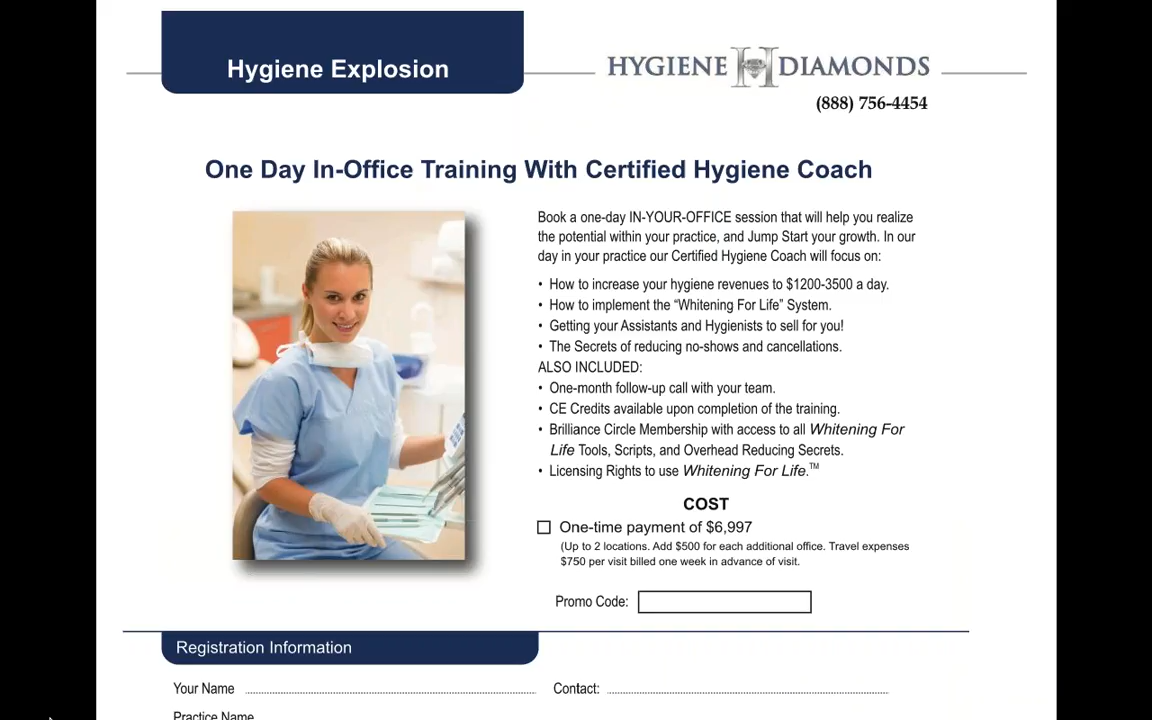 Hygiene Explosion
HYGIENE H DIAMONDS
(888) 756-4454
One Day In-Office Training With Certified Hygiene Coach
Book a one-day IN-YOUR-OFFICE session that will help you realize
the potential within your practice, and Jump Start your growth. In our
day in your practice our Certified Hygiene Coach will focus on:
• How to increase your hygiene revenues to $1200-3500 a day.
• How to implement the “Whitening For Life” System.
• Getting your Assistants and Hygienists to sell for you!
• The Secrets of reducing no-shows and cancellations.
ALSO INCLUDED:
• One-month follow-up call with your team.
• CE Credits available upon completion of the training.
• Brilliance Circle Membership with access to all Whitening For
Life Tools, Scripts, and Overhead Reducing Secrets.
• Licensing Rights to use Whitening For Life.™
COST
One-time payment of $6,997
(Up to 2 locations. Add $500 for each additional office. Travel expenses
$750 per visit billed one week in advance of visit.
Promo Code:
Registration Information
Your Name
Contact:
Practice Name